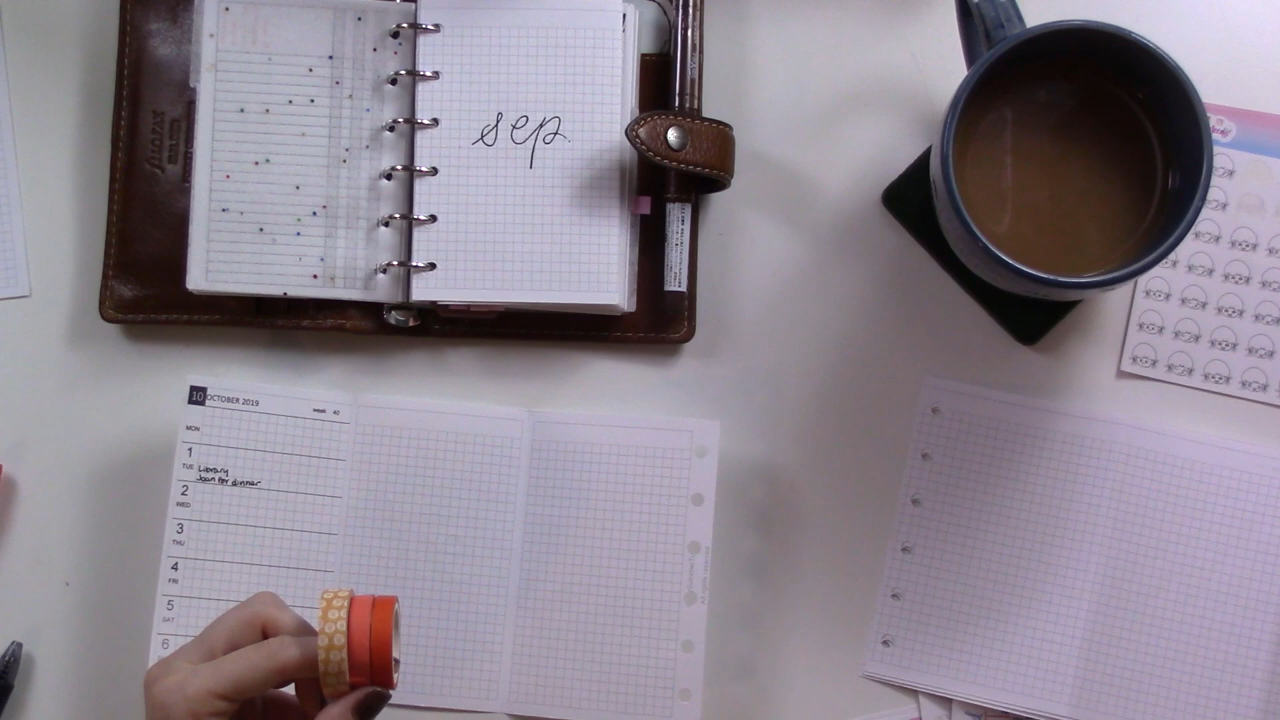 sep
10 OCTOBER 2019
week 40
MON
1
TUE Library
Joan for dinner
2
WED
3
THU
4
FRI
5
SAT
6